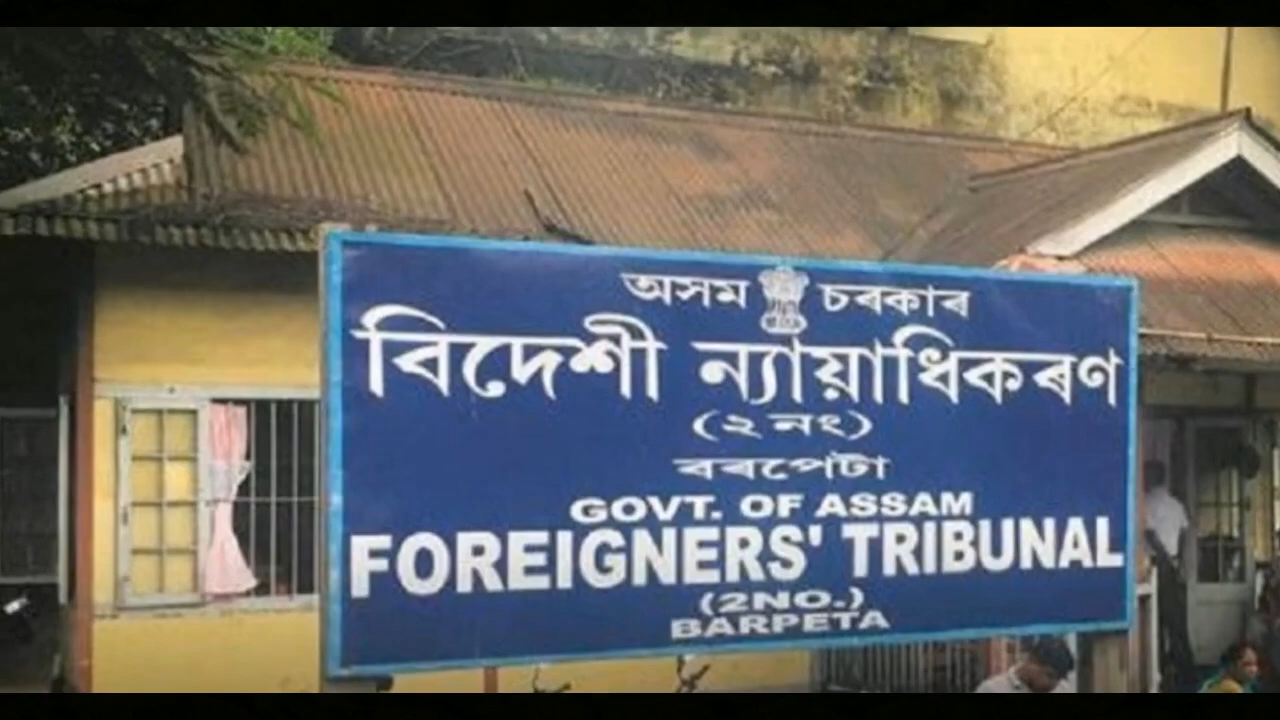 অসম চৰকাৰ
বিদেশী ন্যায়াধিকৰণ
(২ নং)
বৰপেটা
GOVT. OF ASSAM
FOREIGNERS' TRIBUNAL
(2NO.)
BARPETA